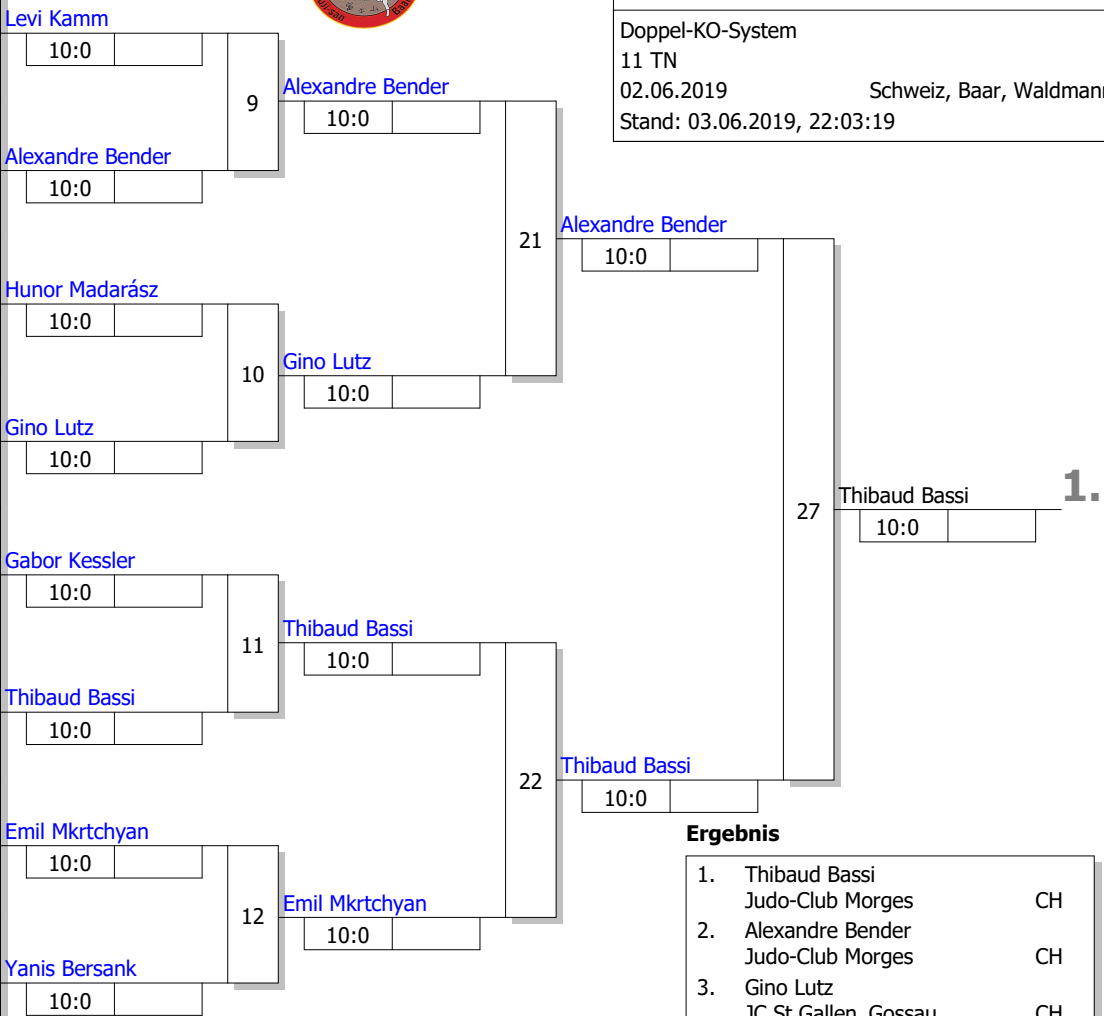 Levi Kamm
10:0
9
Alexandre Bender
10:0
Alexandre Bender
10:0
Doppel-KO-System
11 TN
02.06.2019 Schweiz, Baar, Waldmann
Stand: 03.06.2019, 22:03:19
21
Alexandre Bender
10:0
Hunor Madarász
10:0
10
Gino Lutz
10:0
Gino Lutz
10:0
27
Thibaud Bassi
10:0
1.
Gabor Kessler
10:0
11
Thibaud Bassi
10:0
Thibaud Bassi
10:0
22
Thibaud Bassi
10:0
Emil Mkrtchyan
10:0
12
Emil Mkrtchyan
10:0
Yanis Bersank
10:0
Ergebnis
1. Thibaud Bassi
Judo-Club Morges CH
2. Alexandre Bender
Judo-Club Morges CH
3. Gino Lutz
JC St.Gallen, Gossau CH